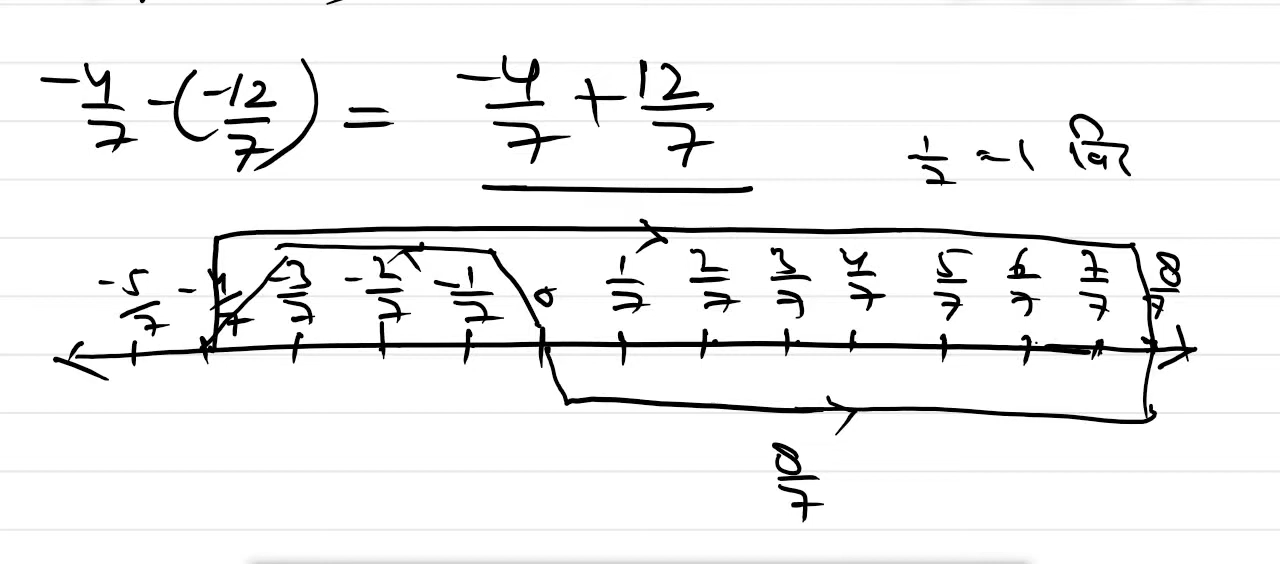 -4/7 - (-12/7) = -4/7 + 12/7
1/7 = 1
-5/7 -4/7 -3/7 -2/7 -1/7 0 1/7 2/7 3/7 4/7 5/7 6/7 7/7 8/7
8/7